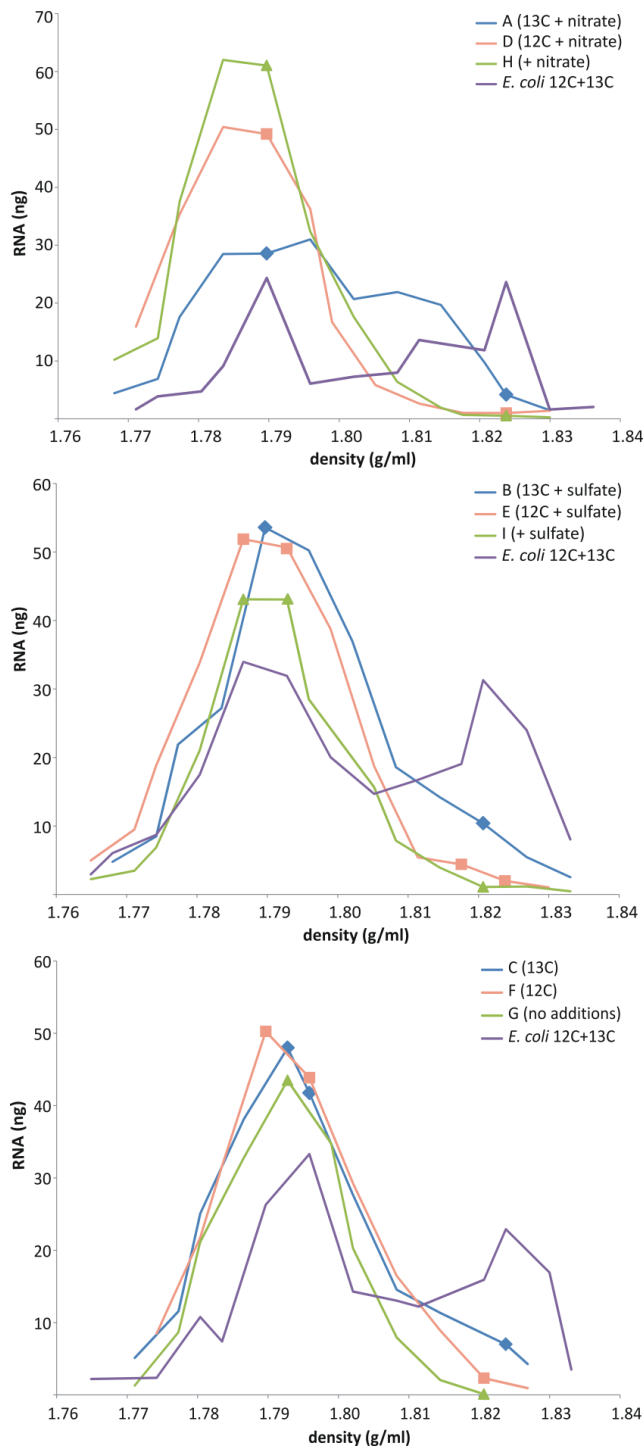 70
60
50
40
30
20
10
RNA (ng)
A (13C + nitrate)
D (12C + nitrate)
H (+ nitrate)
E. coli 12C+13C
1.76 1.77 1.78 1.79 1.80 1.81 1.82 1.83 1.84
density (g/ml)
60
50
40
30
20
10
RNA (ng)
B (13C + sulfate)
E (12C + sulfate)
I (+ sulfate)
E. coli 12C+13C
1.76 1.77 1.78 1.79 1.80 1.81 1.82 1.83 1.84
density (g/ml)
60
50
40
30
20
10
RNA (ng)
C (13C)
F (12C)
G (no additions)
E. coli 12C+13C
1.76 1.77 1.78 1.79 1.80 1.81 1.82 1.83 1.84
density (g/ml)